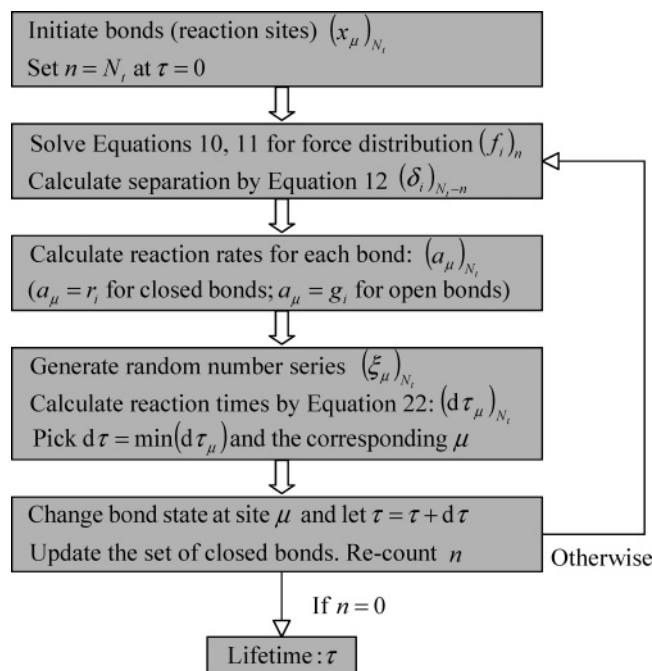 Initiate bonds (reaction sites) (x_μ)_{N_t}
Set n = N_t at τ = 0
Solve Equations 10, 11 for force distribution (f_i)_n
Calculate separation by Equation 12 (δ_i)_{N_t−n}
Calculate reaction rates for each bond: (a_μ)_{N_t}
(a_μ = r_i for closed bonds; a_μ = g_i for open bonds)
Generate random number series (ξ_μ)_{N_t}
Calculate reaction times by Equation 22: (dτ_μ)_{N_t}
Pick dτ = min(dτ_μ) and the corresponding μ
Change bond state at site μ and let τ = τ + dτ
Update the set of closed bonds. Re-count n
Otherwise
If n = 0
Lifetime: τ